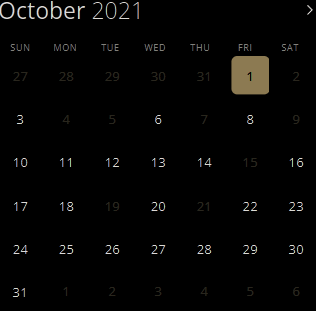 October 2021
SUN MON TUE WED THU FRI SAT
27 28 29 30 31 1 2
3 4 5 6 7 8 9
10 11 12 13 14 15 16
17 18 19 20 21 22 23
24 25 26 27 28 29 30
31 1 2 3 4 5 6